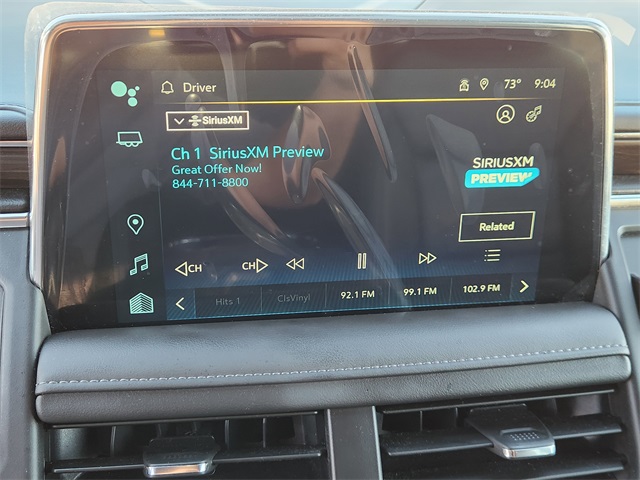 Driver 73° 9:04
SiriusXM
Ch 1 SiriusXM Preview
Great Offer Now!
844-711-8800
SIRIUSXM
PREVIEW
Related
CH CH
Hits 1 ClsVinyl 92.1 FM 99.1 FM 102.9 FM